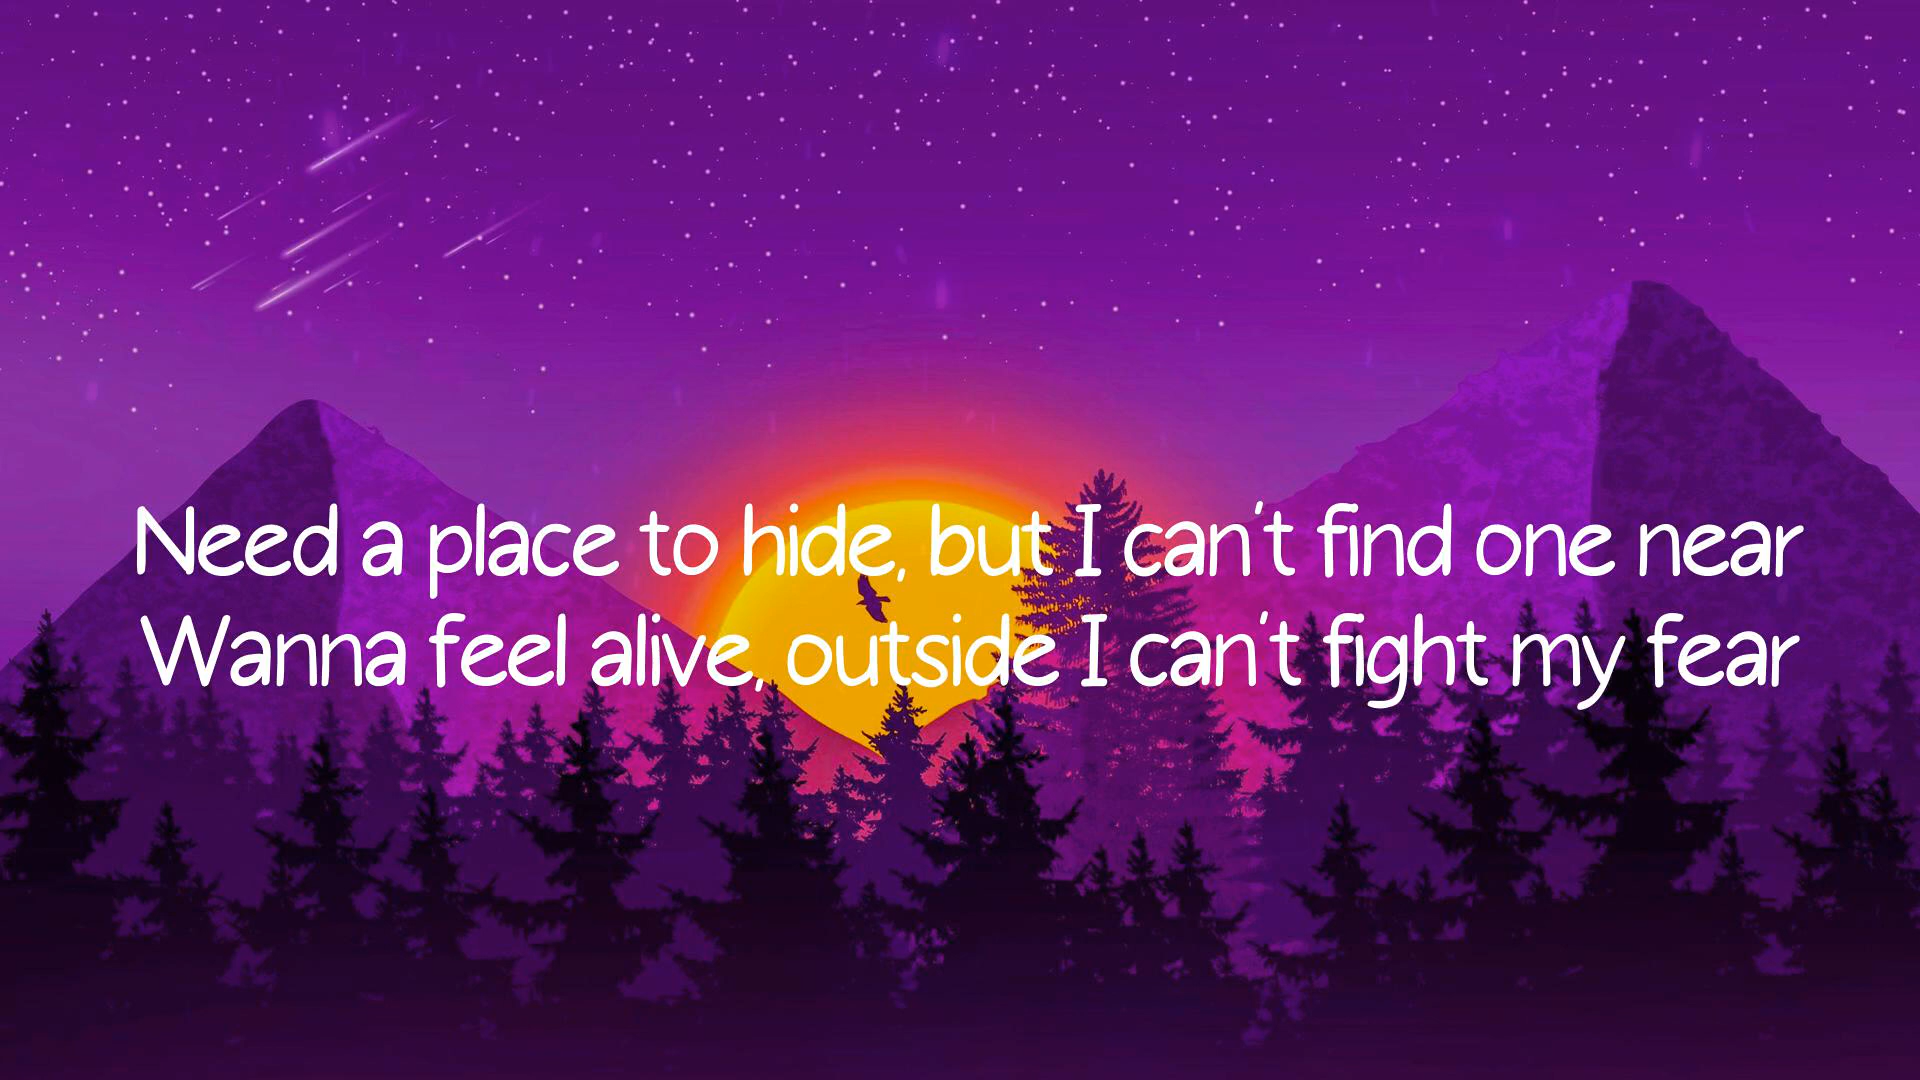 Need a place to hide, but I can't find one near
Wanna feel alive, outside I can't fight my fear